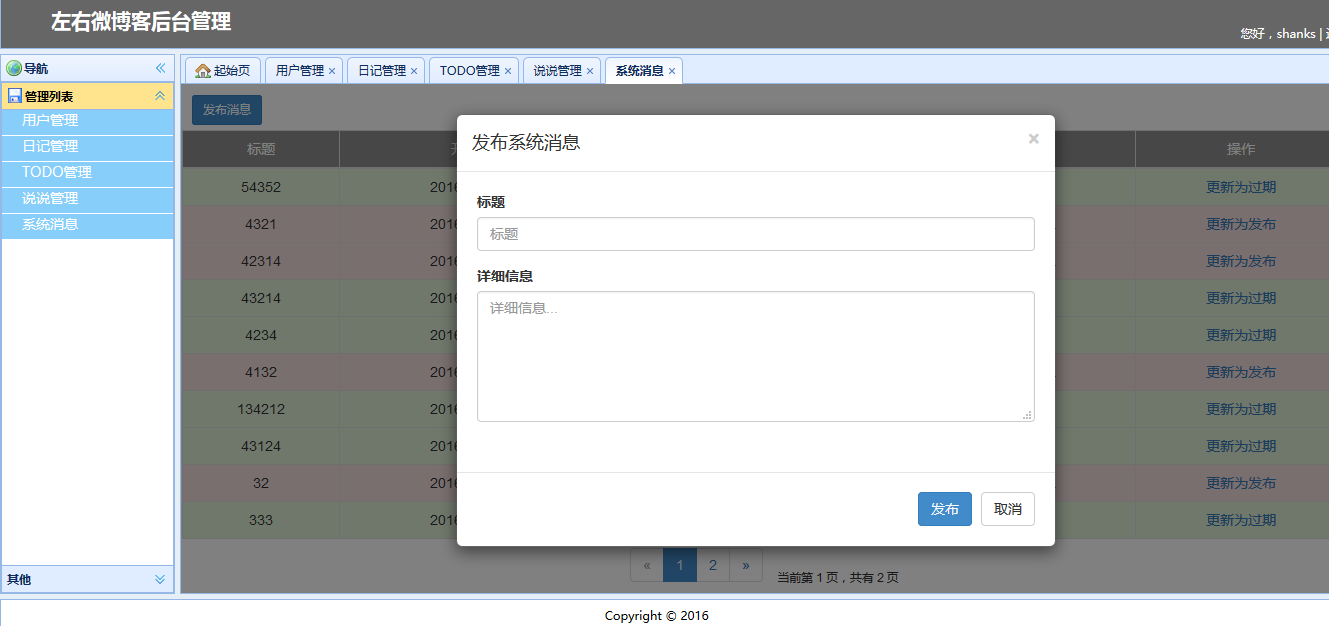 左右微博客后台管理
您好，shanks |
导航
管理列表
用户管理
日记管理
TODO管理
说说管理
系统消息
其他
起始页 用户管理 × 日记管理 × TODO管理 × 说说管理 × 系统消息 ×
发布消息
标题 操作
54352 2016 更新为过期
4321 2016 更新为发布
42314 2016 更新为发布
43214 2016 更新为过期
4234 2016 更新为过期
4132 2016 更新为发布
134212 2016 更新为过期
43124 2016 更新为过期
32 2016 更新为发布
333 2016 更新为过期
发布系统消息 ×
标题
标题
详细信息
详细信息...
发布 取消
« 1 2 » 当前第 1 页，共有 2 页
Copyright © 2016